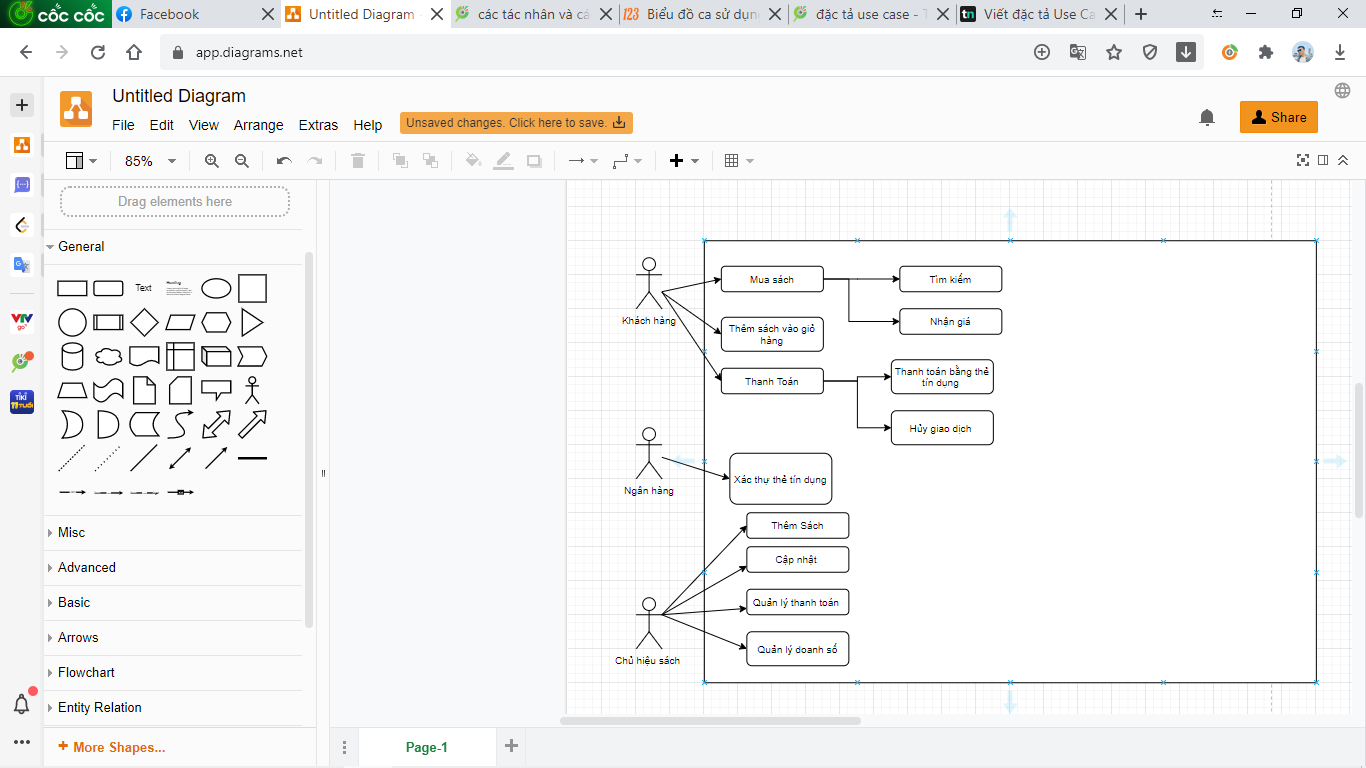 cốc cốc
Facebook
Untitled Diagram -
các tác nhân và cá
Biểu đồ ca sử dụn
đặc tả use case - T
Viết đặc tả Use Ca
app.diagrams.net
Untitled Diagram
File Edit View Arrange Extras Help
Unsaved changes. Click here to save.
Share
85%
Drag elements here
General
Text
Heading
Misc
Advanced
Basic
Arrows
Flowchart
Entity Relation
+ More Shapes...
Khách hàng
Mua sách
Tìm kiếm
Nhận giá
Thêm sách vào giỏ
hàng
Thanh Toán
Thanh toán bằng thẻ
tín dụng
Hủy giao dịch
Ngân hàng
Xác thự thẻ tín dụng
Thêm Sách
Cập nhật
Quản lý thanh toán
Quản lý doanh số
Chủ hiệu sách
Page-1